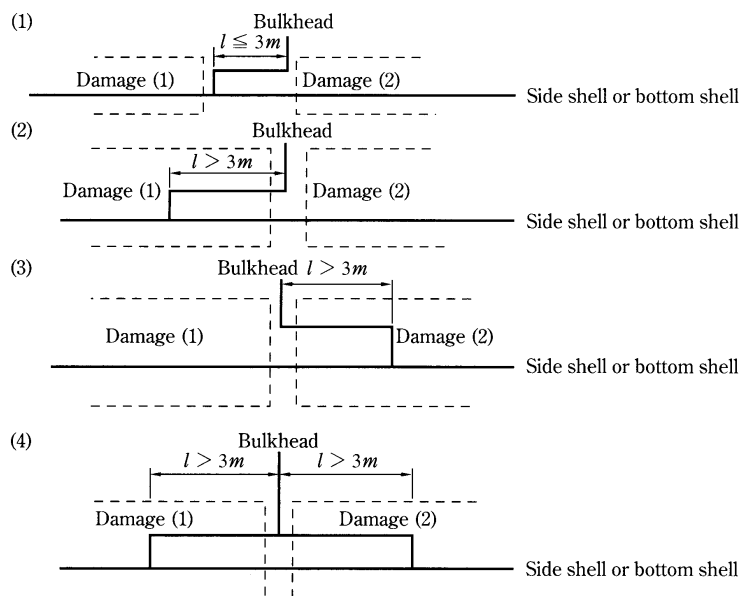 (1)
Bulkhead
l ≦ 3m
Damage (1)
Damage (2)
Side shell or bottom shell
(2)
Bulkhead
l > 3m
Damage (1)
Damage (2)
Side shell or bottom shell
(3)
Bulkhead l > 3m
Damage (1)
Damage (2)
Side shell or bottom shell
(4)
Bulkhead
l > 3m
l > 3m
Damage (1)
Damage (2)
Side shell or bottom shell